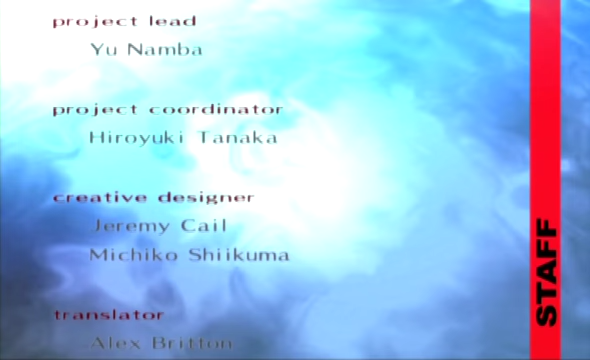 project lead
Yu Namba
project coordinator
Hiroyuki Tanaka
creative designer
Jeremy Cail
Michiko Shiikuma
translator
Alex Britton
STAFF